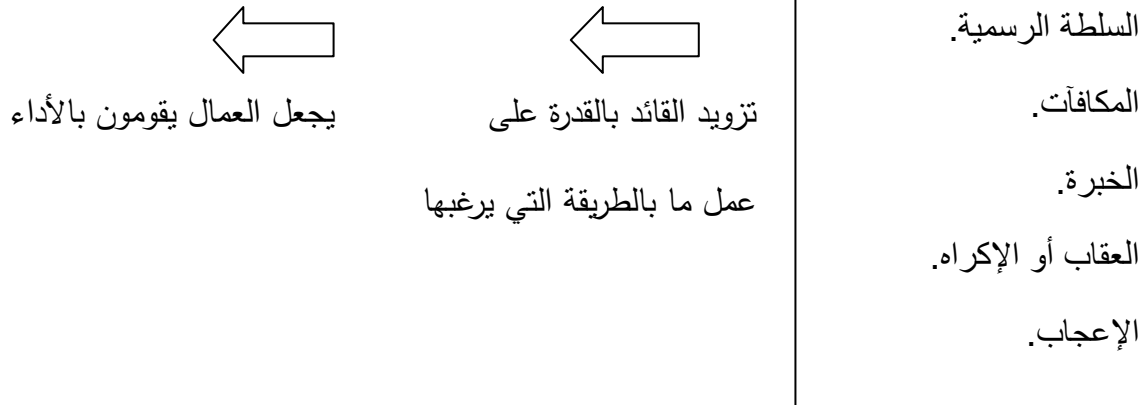 السلطة الرسمية.
المكافآت.
الخبرة.
العقاب أو الإكراه.
الإعجاب.
تزويد القائد بالقدرة على
عمل ما بالطريقة التي يرغبها
يجعل العمال يقومون بالأداء